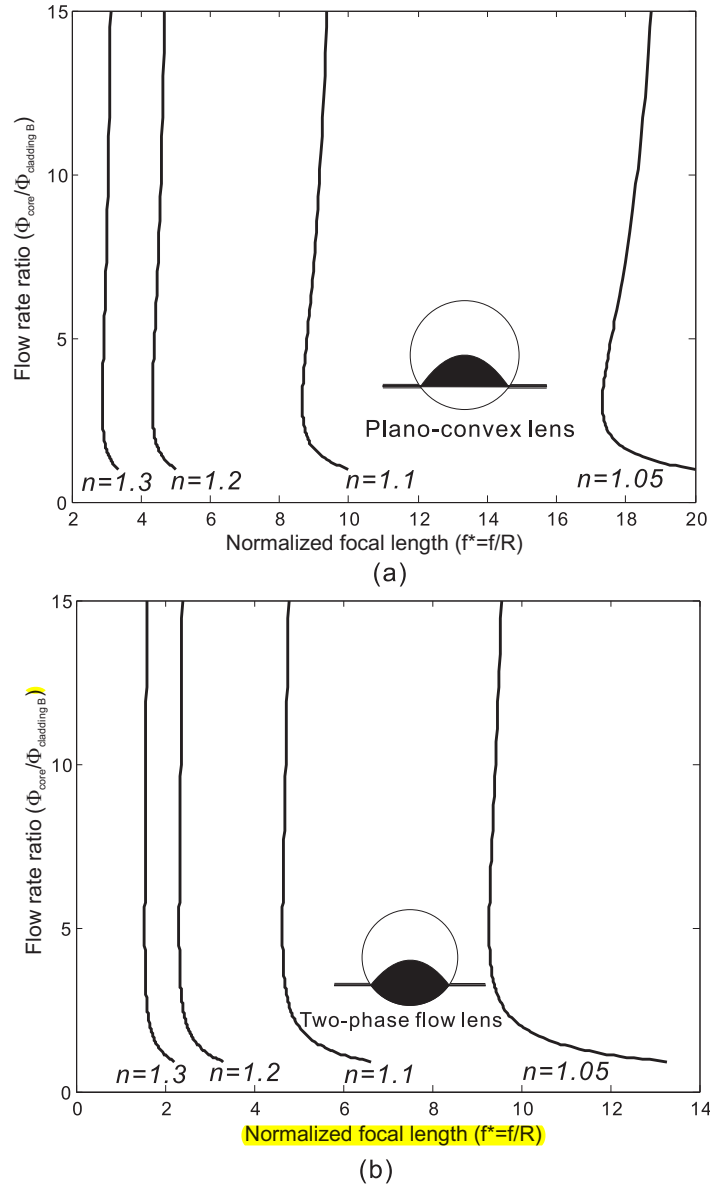 15
10
5
0
Flow rate ratio (Φcore/Φcladding B)
Plano-convex lens
n=1.3 n=1.2 n=1.1 n=1.05
2 4 6 8 10 12 14 16 18 20
Normalized focal length (f*=f/R)
(a)
15
10
5
0
Flow rate ratio (Φcore/Φcladding B)
Two-phase flow lens
n=1.3 n=1.2 n=1.1 n=1.05
0 2 4 6 8 10 12 14
Normalized focal length (f*=f/R)
(b)